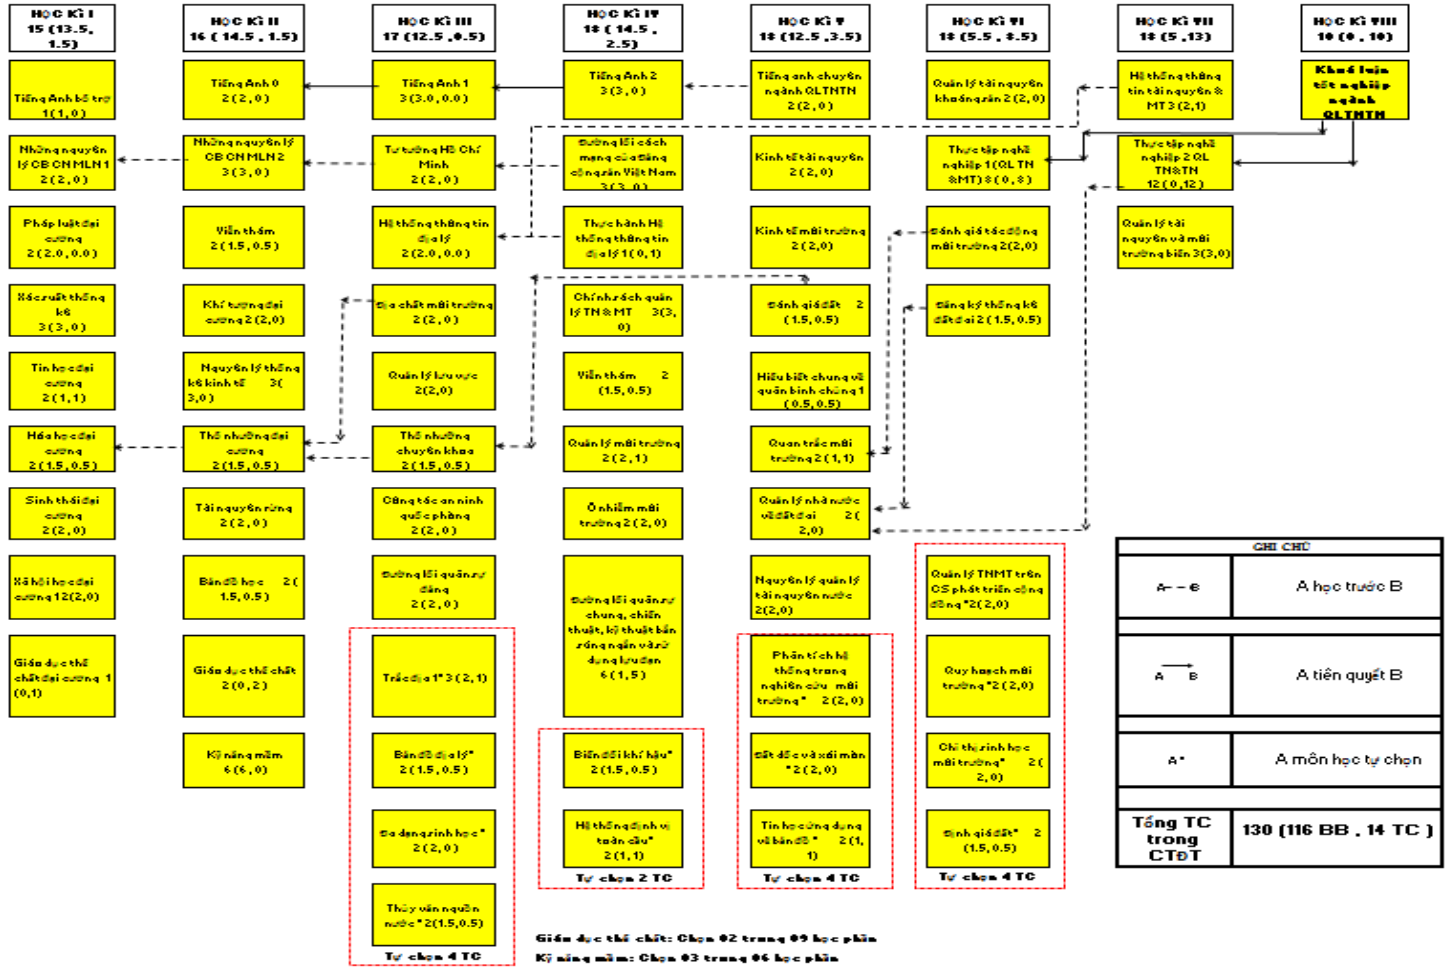 HỌC KÌ I
15 (13.5,
1.5)
HỌC KÌ II
16 ( 14.5 , 1.5)
HỌC KÌ III
17 (12.5 ,0.5)
HỌC KÌ IV
18 ( 14.5 ,
2.5)
HỌC KÌ V
18 (12.5 ,3.5)
HỌC KÌ VI
18 (5.5 , 8.5)
HỌC KÌ VII
18 (5 ,13)
HỌC KÌ VIII
10 (0 , 10)
Tiếng Anh bổ trợ
1(1,0)
Tiếng Anh 0
2(2,0)
Tiếng Anh 1
3(3.0,0.0)
Tiếng Anh 2
3(3,0)
Tiếng anh chuyên
ngành QLTNTN
2(2,0)
Quản lý tài nguyên
khoáng sản 2(2,0)
Hệ thống thông
tin tài nguyên &
MT 3(2,1)
Khoá luận
tốt nghiệp
ngành
QLTNTN
Những nguyên
lý CB CNMLN1
2(2,0)
Những nguyên lý
CB CNMLN2
3(3,0)
Tư tưởng Hồ Chí
Minh
2(2,0)
Đường lối cách
mạng của Đảng
cộng sản Việt Nam
3(3,0)
Kinh tế tài nguyên
2(2,0)
Thực tập nghề
nghiệp 1(QLTN
&MT) 8(0,8)
Thực tập nghề
nghiệp 2 QL
TN&TN
12(0,12)
Pháp luật đại
cương
2(2.0,0.0)
Viễn thám
2(1.5,0.5)
Hệ thống thông tin
địa lý
2(2.0,0.0)
Thực hành Hệ
thống thông tin
địa lý 1(0,1)
Kinh tế môi trường
2(2,0)
Đánh giá tác động
môi trường 2(2,0)
Quản lý tài
nguyên và môi
trường biển 3(3,0)
Xác suất thống
kê
3(3,0)
Khí tượng đại
cương 2(2,0)
Địa chất môi trường
2(2,0)
Chính sách quản
lý TN & MT 3(3,
0)
Đánh giá đất 2
(1.5,0.5)
Đăng ký thống kê
đất đai 2(1.5,0.5)
Tin học đại
cương
2(1,1)
Nguyên lý thống
kê kinh tế 3(
3,0)
Quản lý lưu vực
2(2,0)
Viễn thám 2
(1.5,0.5)
Hiểu biết chung về
quân binh chủng 1
(0.5,0.5)
Hóa học đại
cương
2(1.5,0.5)
Thổ nhưỡng đại
cương
2(1.5,0.5)
Thổ nhưỡng
chuyên khoa
2(1.5,0.5)
Quản lý môi trường
2(2,1)
Quan trắc môi
trường 2(1,1)
Sinh thái đại
cương
2(2,0)
Tài nguyên rừng
2(2,0)
Công tác an ninh
quốc phòng
2(2,0)
Ô nhiễm môi
trường 2(2,0)
Quản lý nhà nước
về đất đai 2(
2,0)
Xã hội học đại
cương 1 2(2,0)
Bản đồ học 2(
1.5,0.5)
Đường lối quân sự
đảng
2(2,0)
Đường lối quân sự
chung, chiến
thuật, kỹ thuật bắn
súng ngắn và sử
dụng lựu đạn
6(1,5)
Nguyên lý quản lý
tài nguyên nước
2(2,0)
Quản lý TNMT trên
CS phát triển cộng
đồng *2(2,0)
Giáo dục thể
chất đại cương 1
(0,1)
Giáo dục thể chất
2(0,2)
Trắc địa 1* 3(2,1)
Phân tích hệ
thống trong
nghiên cứu môi
trường* 2(2,0)
Quy hoạch môi
trường *2(2,0)
Kỹ năng mềm
6(6,0)
Bản đồ địa lý*
2(1.5,0.5)
Biến đổi khí hậu*
2(1.5,0.5)
Đất dốc và xói mòn
*2(2,0)
Chỉ thị sinh học
môi trường* 2(
2,0)
Đa dạng sinh học*
2(2,0)
Hệ thống định vị
toàn cầu*
2(1,1)
Tin học ứng dụng
vẽ bản đồ* 2(1,
1)
Định giá đất* 2
(1.5,0.5)
Thủy văn nguồn
nước *2(1.5,0.5)
Tự chọn 4 TC
Tự chọn 2 TC
Tự chọn 4 TC
Tự chọn 4 TC
Giáo dục thể chất: Chọn 02 trong 09 học phần
Kỹ năng mềm: Chọn 03 trong 06 học phần
GHI CHÚ
A--B
A học trước B
A B
A tiên quyết B
A*
A môn học tự chọn
Tổng TC
trong
CTĐT
130 (116 BB , 14 TC )